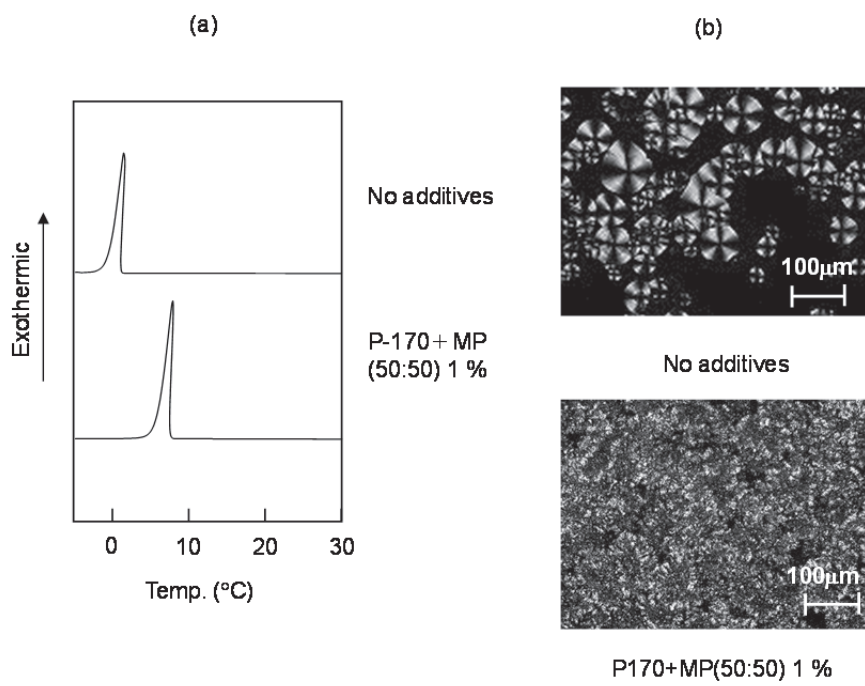 (a)
(b)
Exothermic
No additives
P-170+ MP
(50:50) 1 %
0 10 20 30
Temp. (°C)
100μm
No additives
100μm
P170+MP(50:50) 1 %